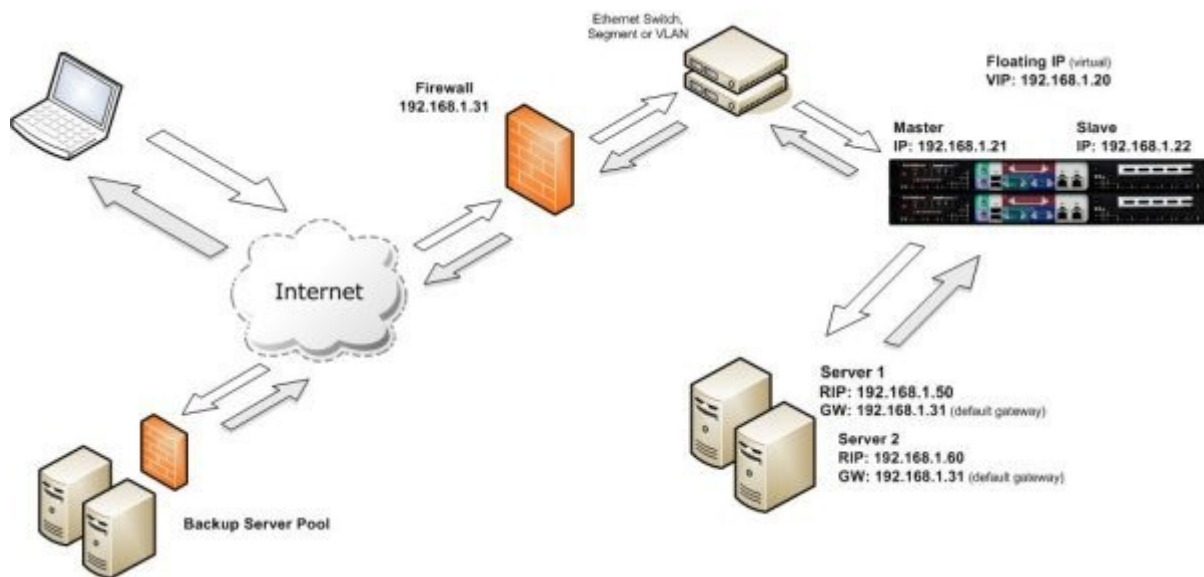 Ethernet Switch,
Segment or VLAN
Firewall
192.168.1.31
Floating IP (virtual)
VIP: 192.168.1.20
Master
IP: 192.168.1.21
Slave
IP: 192.168.1.22
Internet
Server 1
RIP: 192.168.1.50
GW: 192.168.1.31 (default gateway)
Server 2
RIP: 192.168.1.60
GW: 192.168.1.31 (default gateway)
Backup Server Pool